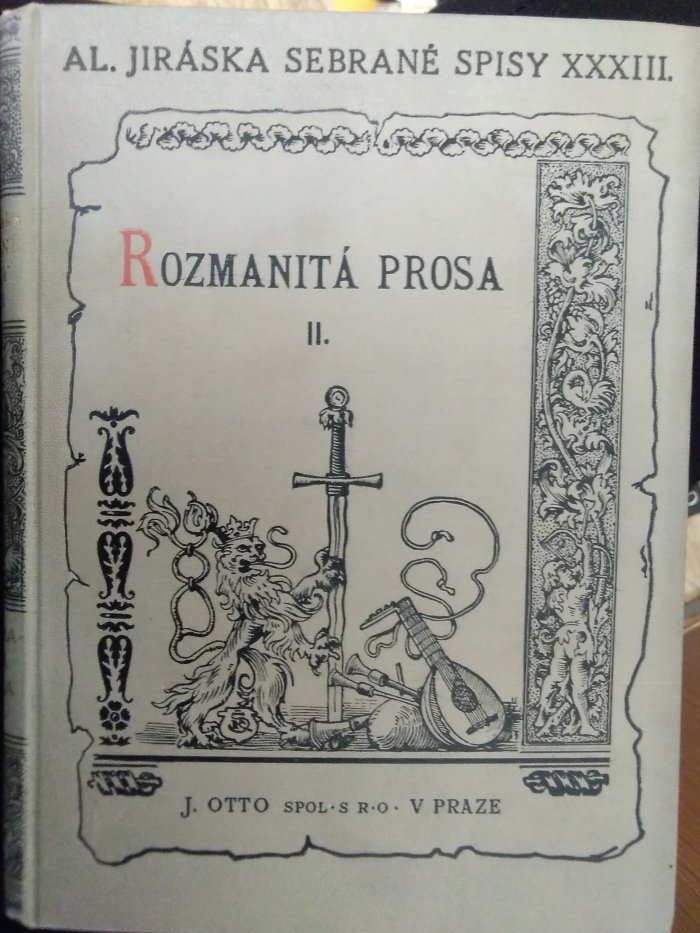 AL. JIRÁSKA SEBRANÉ SPISY XXXIII.
ROZMANITÁ PROSA
II.
J. OTTO SPOL·S R·O· V PRAZE